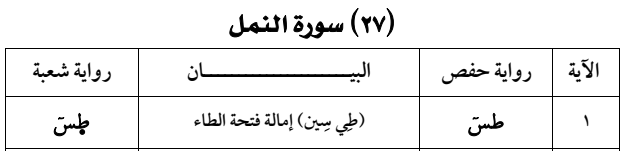 (٢٧) سورة النمل
الآية رواية حفص البيـــــــــــــان رواية شعبة
١ طسٓ (طِي سِين) إمالة فتحة الطاء طسٓ